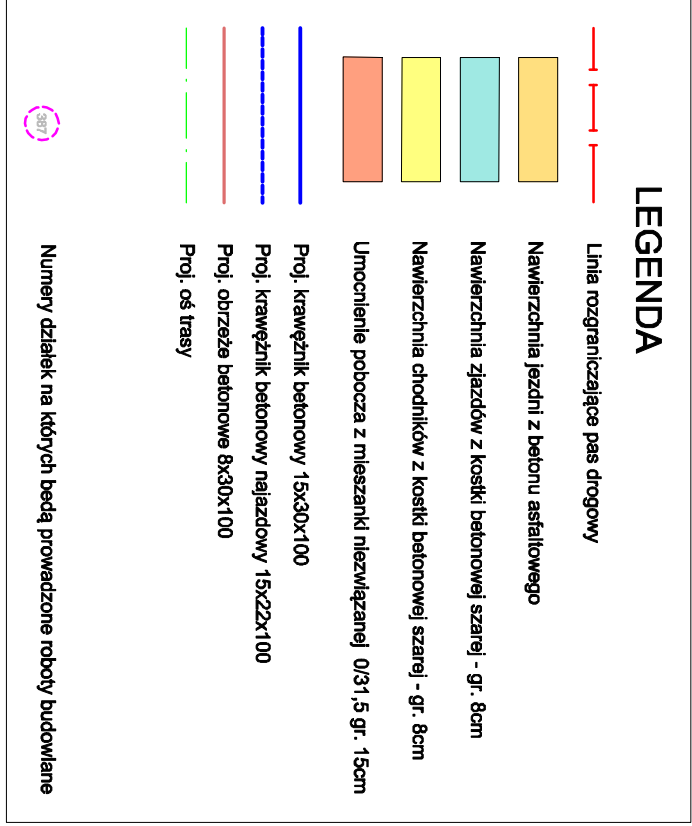 LEGENDA
Linia rozgraniczające pas drogowy
Nawierzchnia jezdni z betonu asfaltowego
Nawierzchnia zjazdów z kostki betonowej szarej - gr. 8cm
Nawierzchnia chodników z kostki betonowej szarej - gr. 8cm
Umocnienie pobocza z mieszanki niezwiązanej 0/31,5 gr. 15cm
Proj. krawężnik betonowy 15x30x100
Proj. krawężnik betonowy najazdowy 15x22x100
Proj. obrzeże betonowe 8x30x100
Proj. oś trasy
387 Numery działek na których bedą prowadzone roboty budowlane